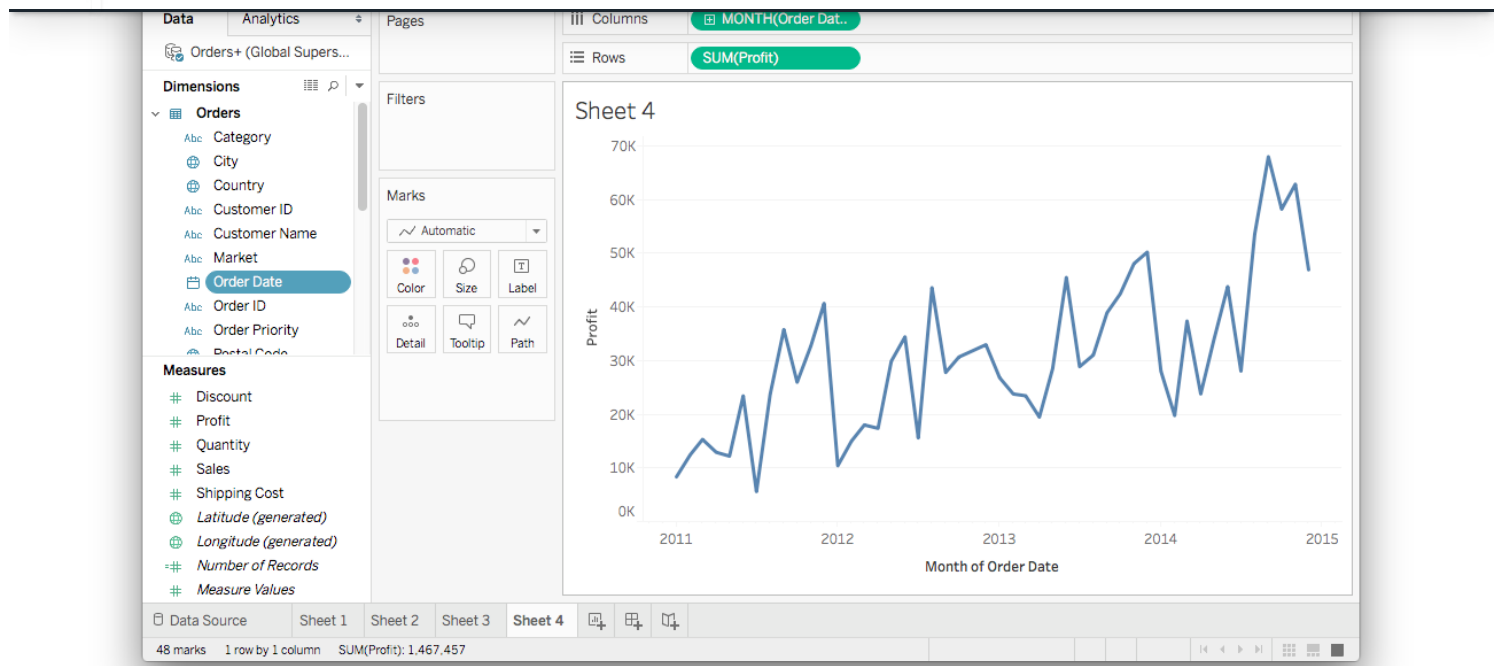 Data Analytics
Orders+ (Global Supers...
Dimensions
Orders
Abc Category
City
Country
Abc Customer ID
Abc Customer Name
Abc Market
Order Date
Abc Order ID
Abc Order Priority
Postal Code
Measures
# Discount
# Profit
# Quantity
# Sales
# Shipping Cost
Latitude (generated)
Longitude (generated)
=# Number of Records
# Measure Values
Pages
Filters
Marks
Automatic
Color Size Label
Detail Tooltip Path
Columns MONTH(Order Dat..
Rows SUM(Profit)
Sheet 4
70K
60K
50K
40K
30K
20K
10K
0K
Profit
2011 2012 2013 2014 2015
Month of Order Date
Data Source Sheet 1 Sheet 2 Sheet 3 Sheet 4
48 marks 1 row by 1 column SUM(Profit): 1,467,457